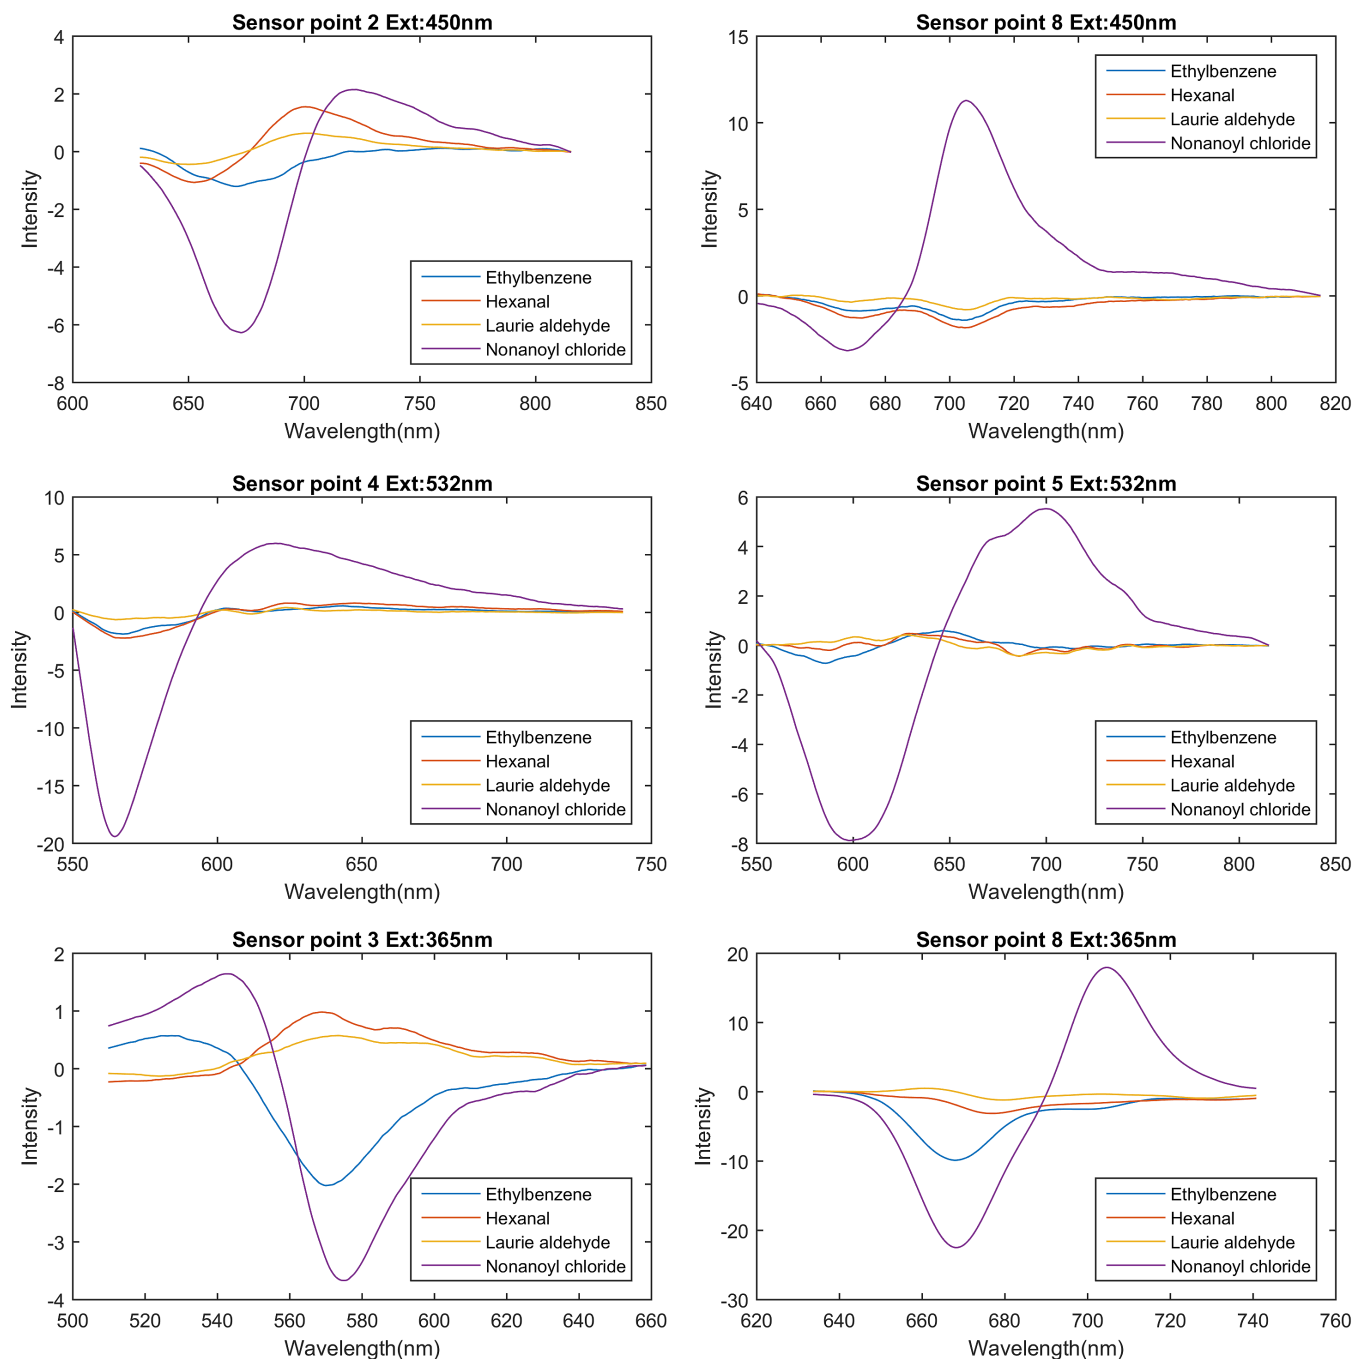 Sensor point 2 Ext:450nm
4
2
0
-2
-4
-6
-8
Intensity
Ethylbenzene
Hexanal
Laurie aldehyde
Nonanoyl chloride
600 650 700 750 800 850
Wavelength(nm)
Sensor point 8 Ext:450nm
15
10
5
0
-5
Intensity
Ethylbenzene
Hexanal
Laurie aldehyde
Nonanoyl chloride
640 660 680 700 720 740 760 780 800 820
Wavelength(nm)
Sensor point 4 Ext:532nm
10
5
0
-5
-10
-15
-20
Intensity
Ethylbenzene
Hexanal
Laurie aldehyde
Nonanoyl chloride
550 600 650 700 750
Wavelength(nm)
Sensor point 5 Ext:532nm
6
4
2
0
-2
-4
-6
-8
Intensity
Ethylbenzene
Hexanal
Laurie aldehyde
Nonanoyl chloride
550 600 650 700 750 800 850
Wavelength(nm)
Sensor point 3 Ext:365nm
2
1
0
-1
-2
-3
-4
Intensity
Ethylbenzene
Hexanal
Laurie aldehyde
Nonanoyl chloride
500 520 540 560 580 600 620 640 660
Wavelength(nm)
Sensor point 8 Ext:365nm
20
10
0
-10
-20
-30
Intensity
Ethylbenzene
Hexanal
Laurie aldehyde
Nonanoyl chloride
620 640 660 680 700 720 740 760
Wavelength(nm)